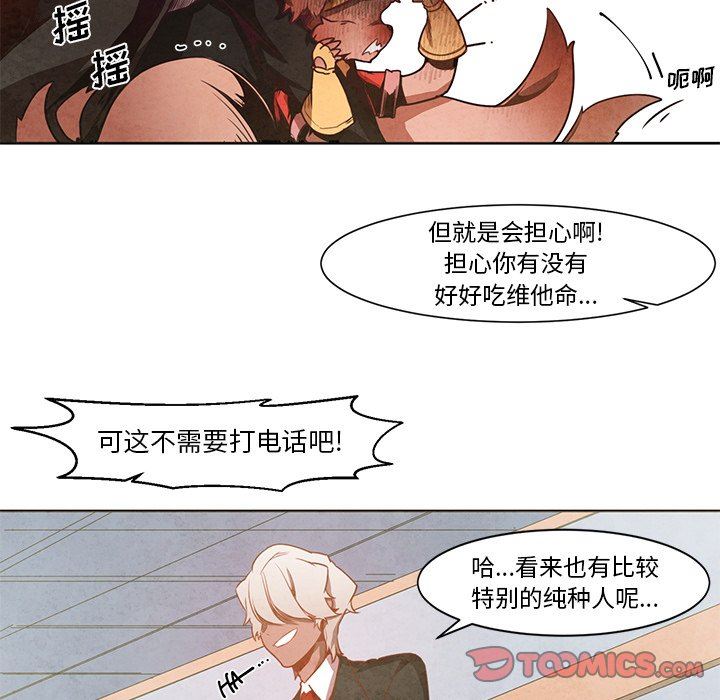 摇
摇
呃啊
但就是会担心啊!
担心你有没有
好好吃维他命...
可这不需要打电话吧!
哈...看来也有比较
特别的纯种人呢...
TOOMICS.com